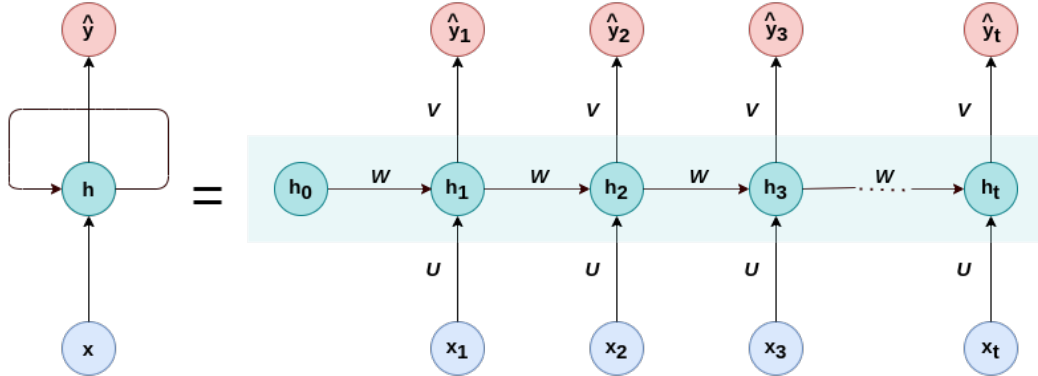 ŷ ŷ₁ ŷ₂ ŷ₃ ŷₜ
V V V V
h = h₀ W h₁ W h₂ W h₃ W ..... hₜ
U U U U
x x₁ x₂ x₃ xₜ